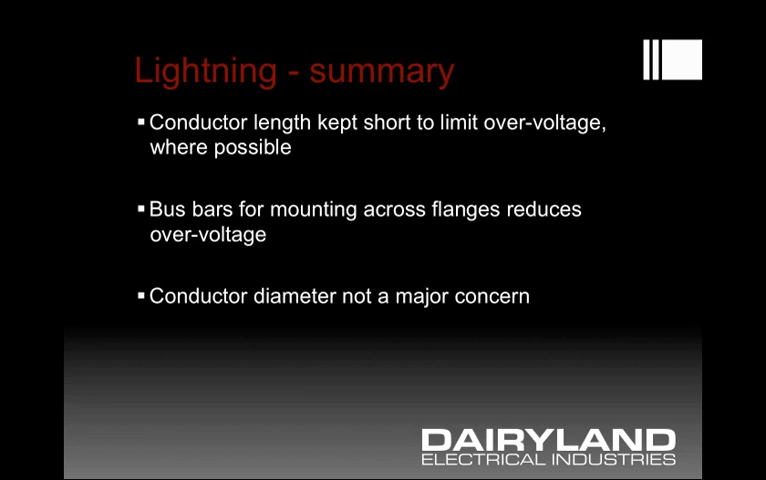 Lightning - summary
▪Conductor length kept short to limit over-voltage,
where possible
▪Bus bars for mounting across flanges reduces
over-voltage
▪Conductor diameter not a major concern
DAIRYLAND
ELECTRICAL INDUSTRIES